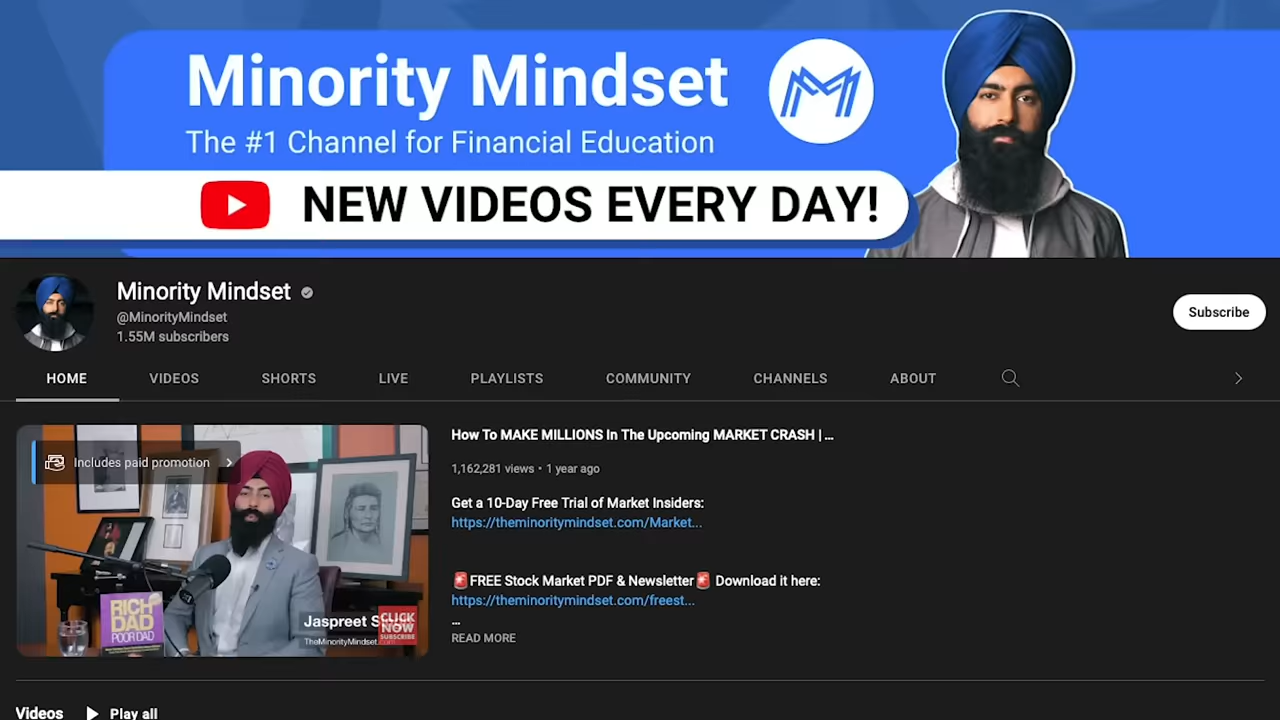 Minority Mindset
The #1 Channel for Financial Education
NEW VIDEOS EVERY DAY!
Minority Mindset
@MinorityMindset
1.55M subscribers
Subscribe
HOME VIDEOS SHORTS LIVE PLAYLISTS COMMUNITY CHANNELS ABOUT
Includes paid promotion
RICH
DAD
POOR DAD
Jaspreet
TheMinorityMindset.com
CLICK
NOW
SUBSCRIBE
How To MAKE MILLIONS In The Upcoming MARKET CRASH | ...
1,162,281 views • 1 year ago
Get a 10-Day Free Trial of Market Insiders:
https://theminoritymindset.com/Market...
🚨FREE Stock Market PDF & Newsletter🚨 Download it here:
https://theminoritymindset.com/freest...
...
READ MORE
Videos Play all